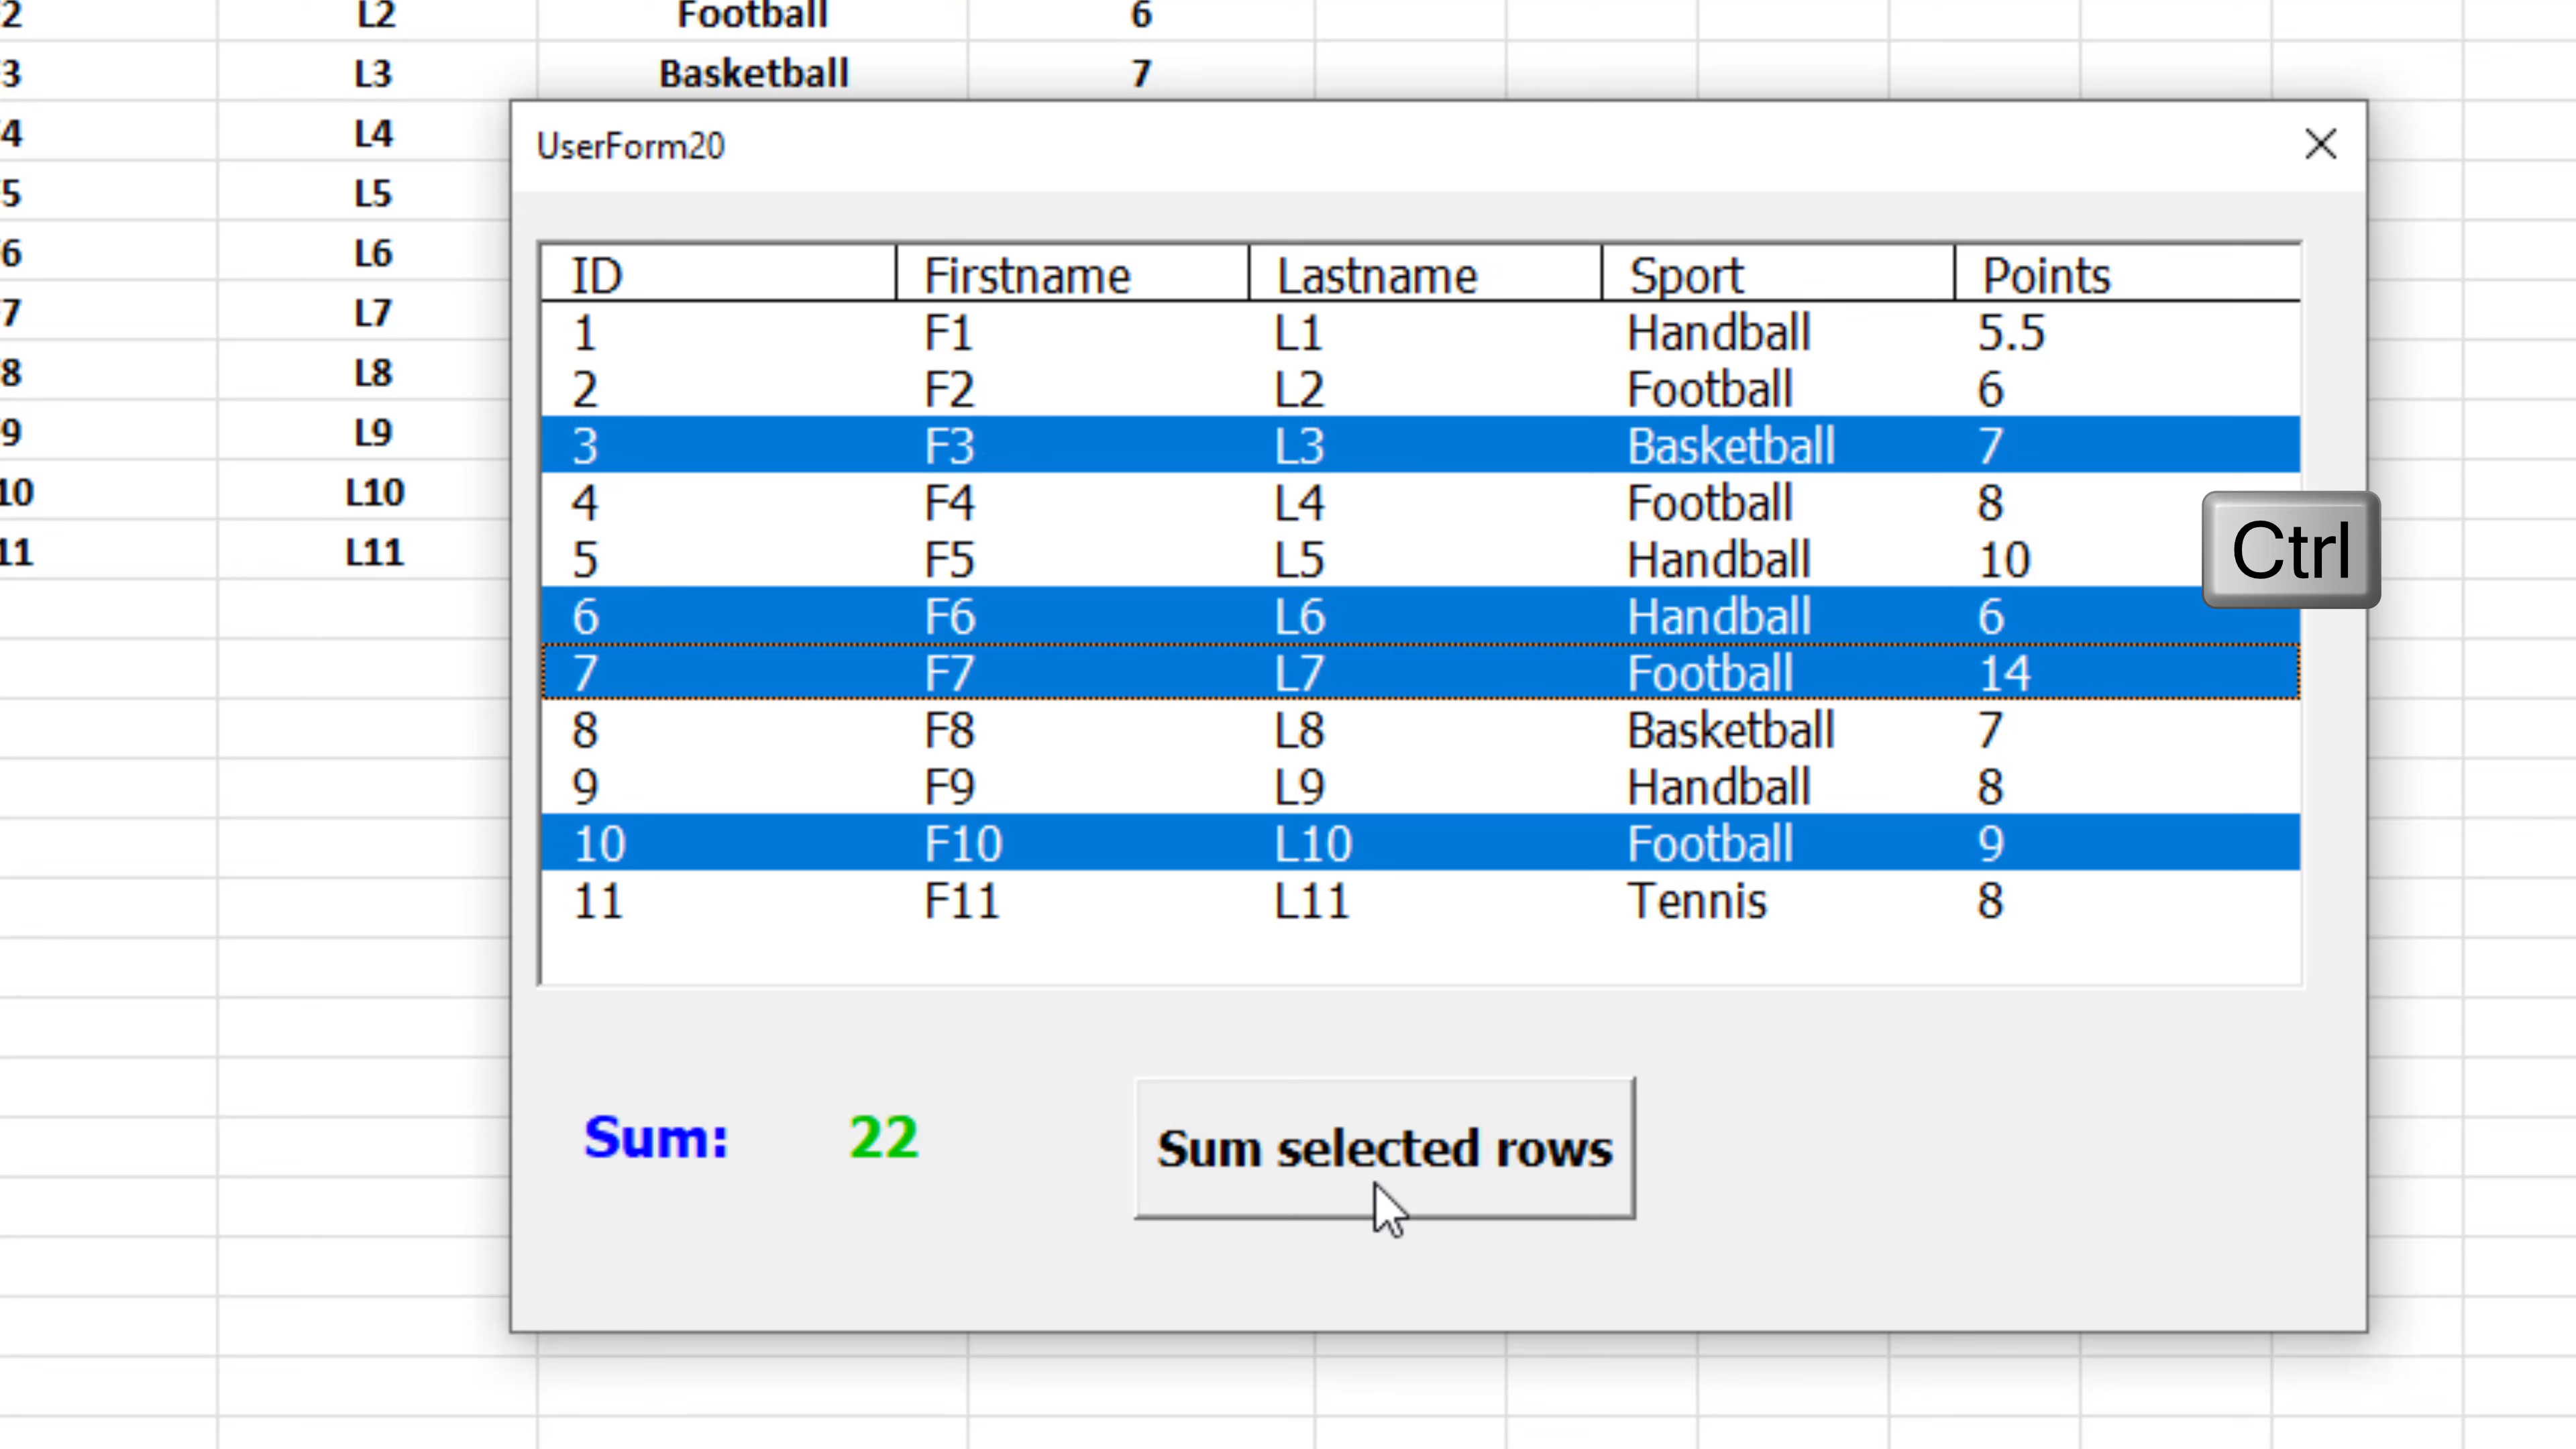 2 L2 Football 6
3 L3 Basketball 7
4 L4
5 L5
6 L6
7 L7
8 L8
9 L9
10 L10
11 L11
UserForm20
ID Firstname Lastname Sport Points
1 F1 L1 Handball 5.5
2 F2 L2 Football 6
3 F3 L3 Basketball 7
4 F4 L4 Football 8
5 F5 L5 Handball 10
6 F6 L6 Handball 6
7 F7 L7 Football 14
8 F8 L8 Basketball 7
9 F9 L9 Handball 8
10 F10 L10 Football 9
11 F11 L11 Tennis 8
Ctrl
Sum: 22
Sum selected rows